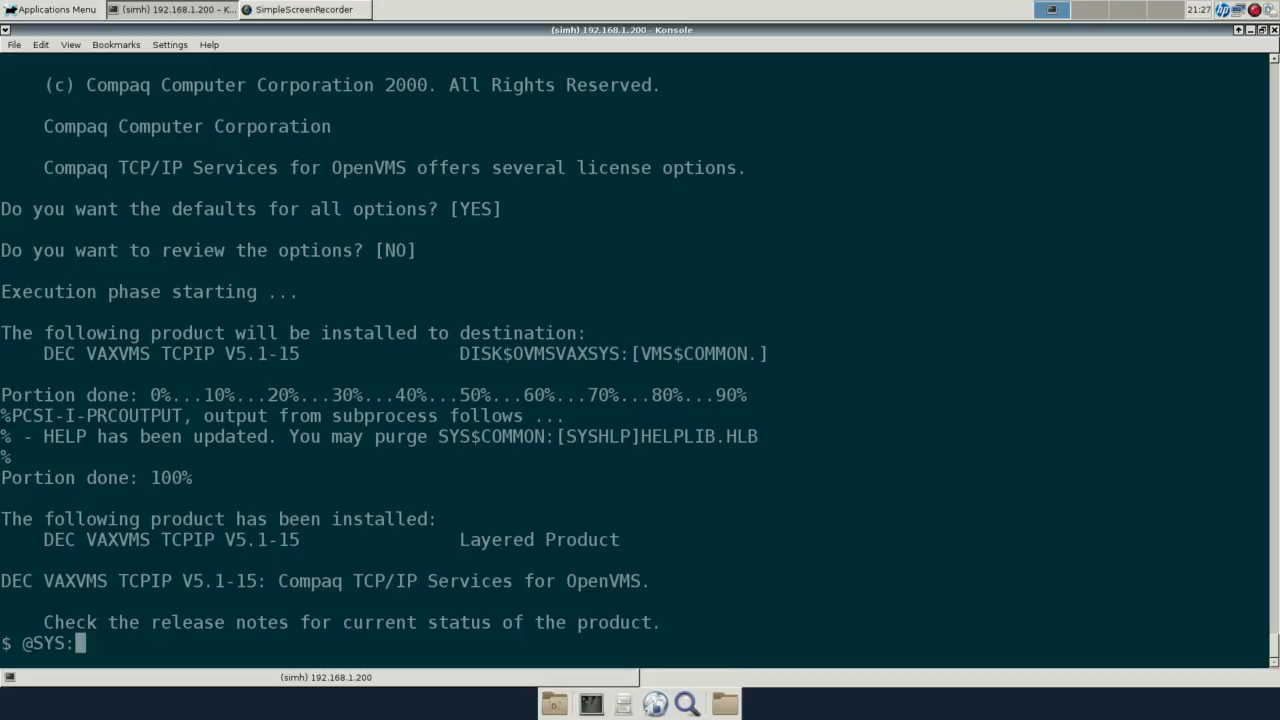 Applications Menu
(simh) 192.168.1.200 - K...
SimpleScreenRecorder
21:27
(simh) 192.168.1.200 - Konsole
File Edit View Bookmarks Settings Help
(c) Compaq Computer Corporation 2000. All Rights Reserved.
Compaq Computer Corporation
Compaq TCP/IP Services for OpenVMS offers several license options.
Do you want the defaults for all options? [YES]
Do you want to review the options? [NO]
Execution phase starting ...
The following product will be installed to destination:
DEC VAXVMS TCPIP V5.1-15 DISK$OVMSVAXSYS:[VMS$COMMON.]
Portion done: 0%...10%...20%...30%...40%...50%...60%...70%...80%...90%
%PCSI-I-PRCOUTPUT, output from subprocess follows ...
% - HELP has been updated. You may purge SYS$COMMON:[SYSHLP]HELPLIB.HLB
%
Portion done: 100%
The following product has been installed:
DEC VAXVMS TCPIP V5.1-15 Layered Product
DEC VAXVMS TCPIP V5.1-15: Compaq TCP/IP Services for OpenVMS.
Check the release notes for current status of the product.
$ @SYS:
(simh) 192.168.1.200